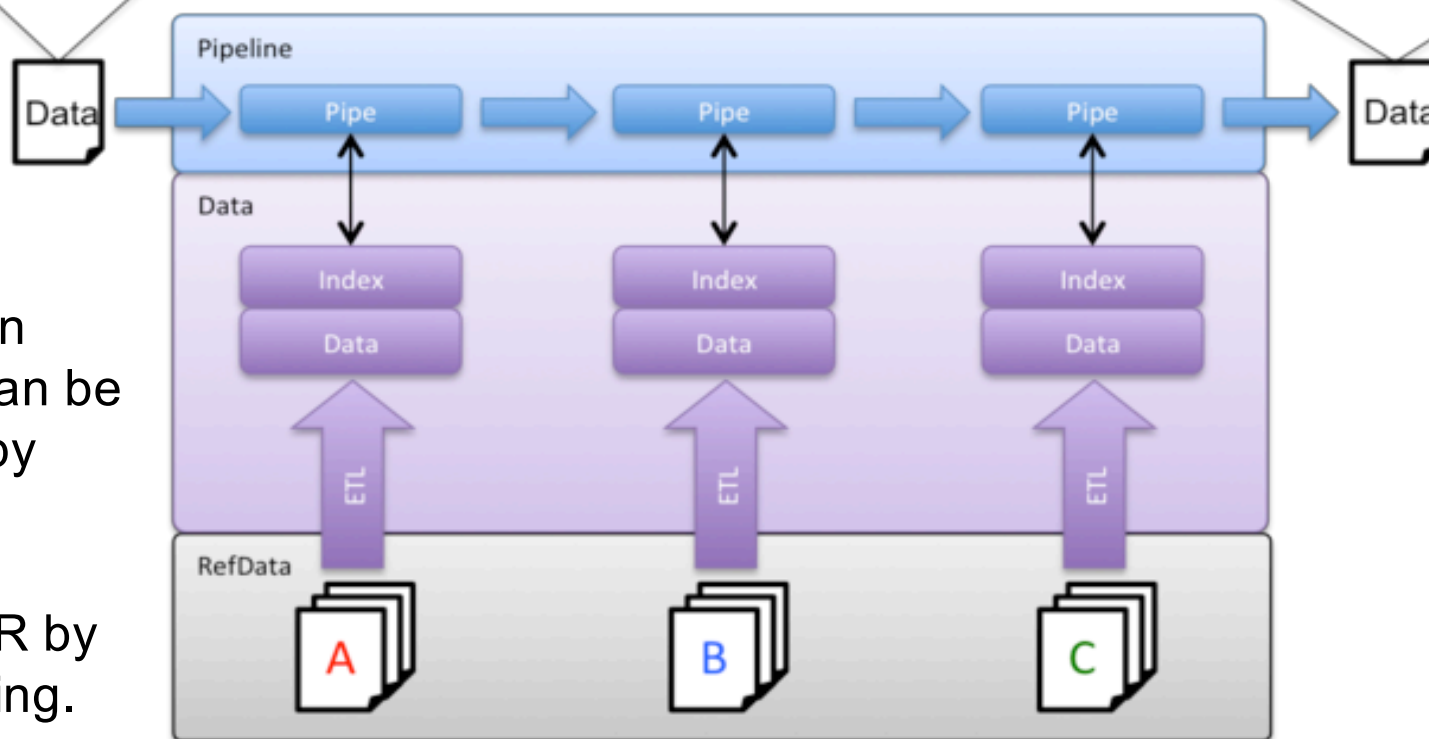 Pipeline
Data
Pipe
Pipe
Pipe
Data
Data
Index
Index
Index
Data
Data
Data
n
an be
by
ETL
ETL
ETL
RefData
R by
ing.
A
B
C